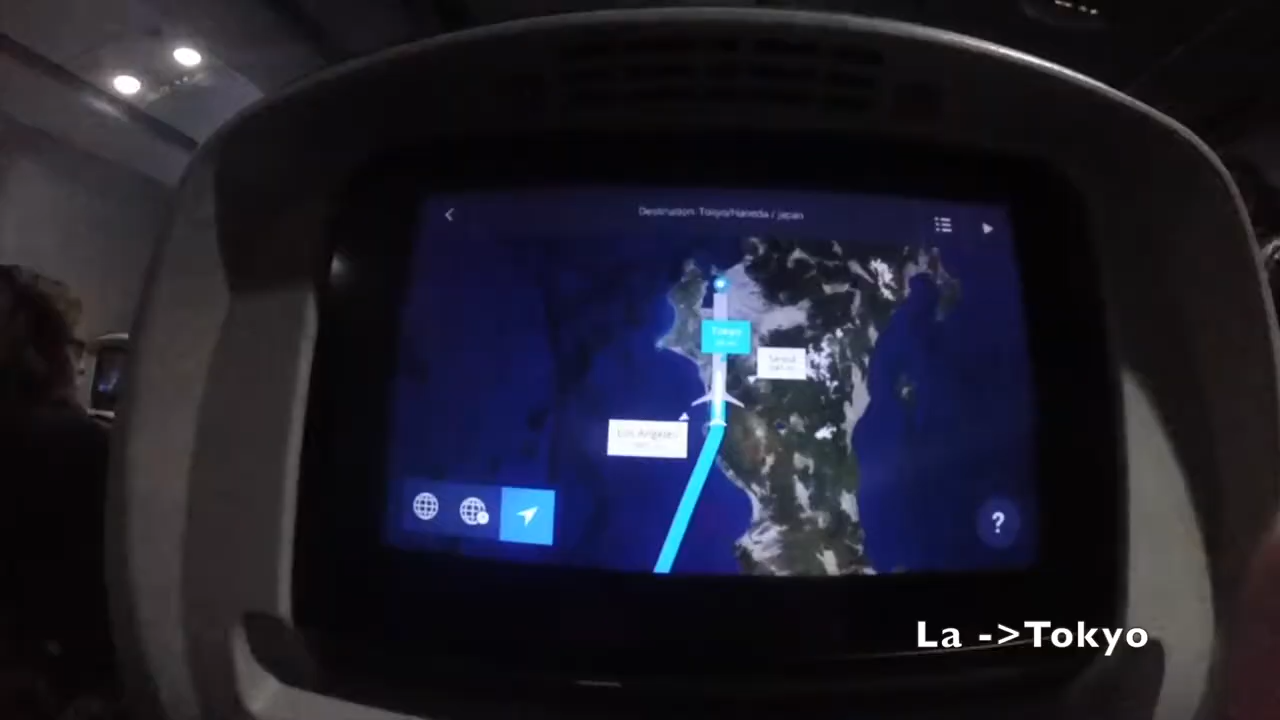 Destination: Tokyo/Haneda / Japan
Tokyo
Seoul
Los Angeles
?
La ->Tokyo